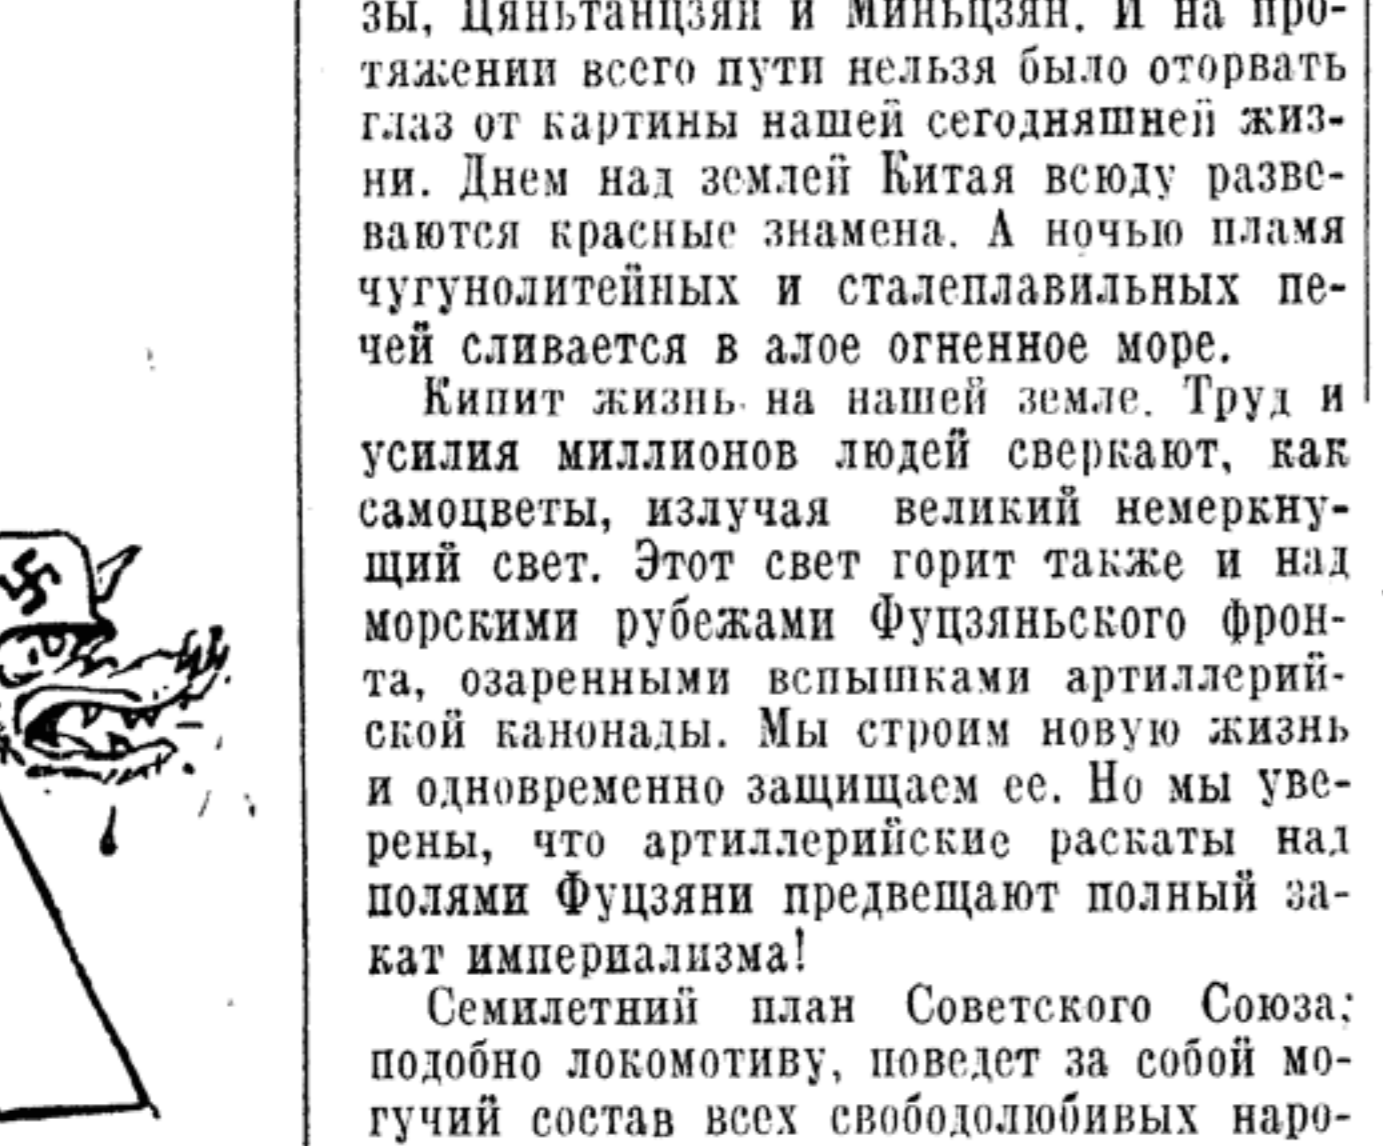 зы, Цяньтанцзян и Миньцзян. И на про-
тяжении всего пути нельзя было оторвать
глаз от картины нашей сегодняшней жиз-
ни. Днем над землей Китая всюду разве-
ваются красные знамена. А ночью пламя
чугунолитейных и сталеплавильных пе-
чей сливается в алое огненное море.
Кипит жизнь на нашей земле. Труд и
усилия миллионов людей сверкают, как
самоцветы, излучая великий немеркну-
щий свет. Этот свет горит также и над
морскими рубежами Фуцзяньского фрон-
та, озаренными вспышками артиллерий-
ской канонады. Мы строим новую жизнь
и одновременно защищаем ее. Но мы уве-
рены, что артиллерийские раскаты над
полями Фуцзяни предвещают полный за-
кат империализма!
Семилетний план Советского Союза;
подобно локомотиву, поведет за собой мо-
гучий состав всех свободолюбивых наро-